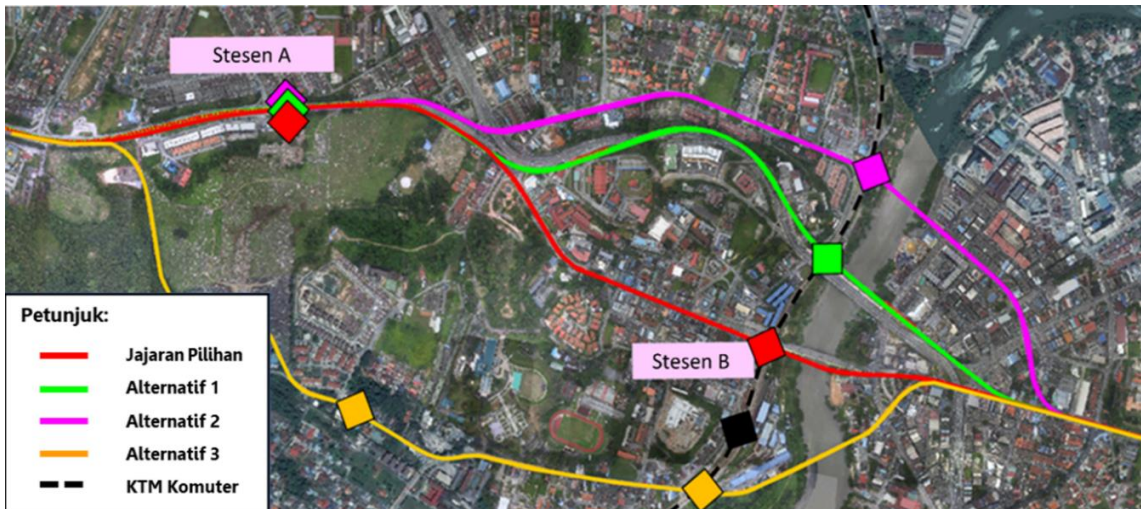 Stesen A
Stesen B
Petunjuk:
Jajaran Pilihan
Alternatif 1
Alternatif 2
Alternatif 3
KTM Komuter